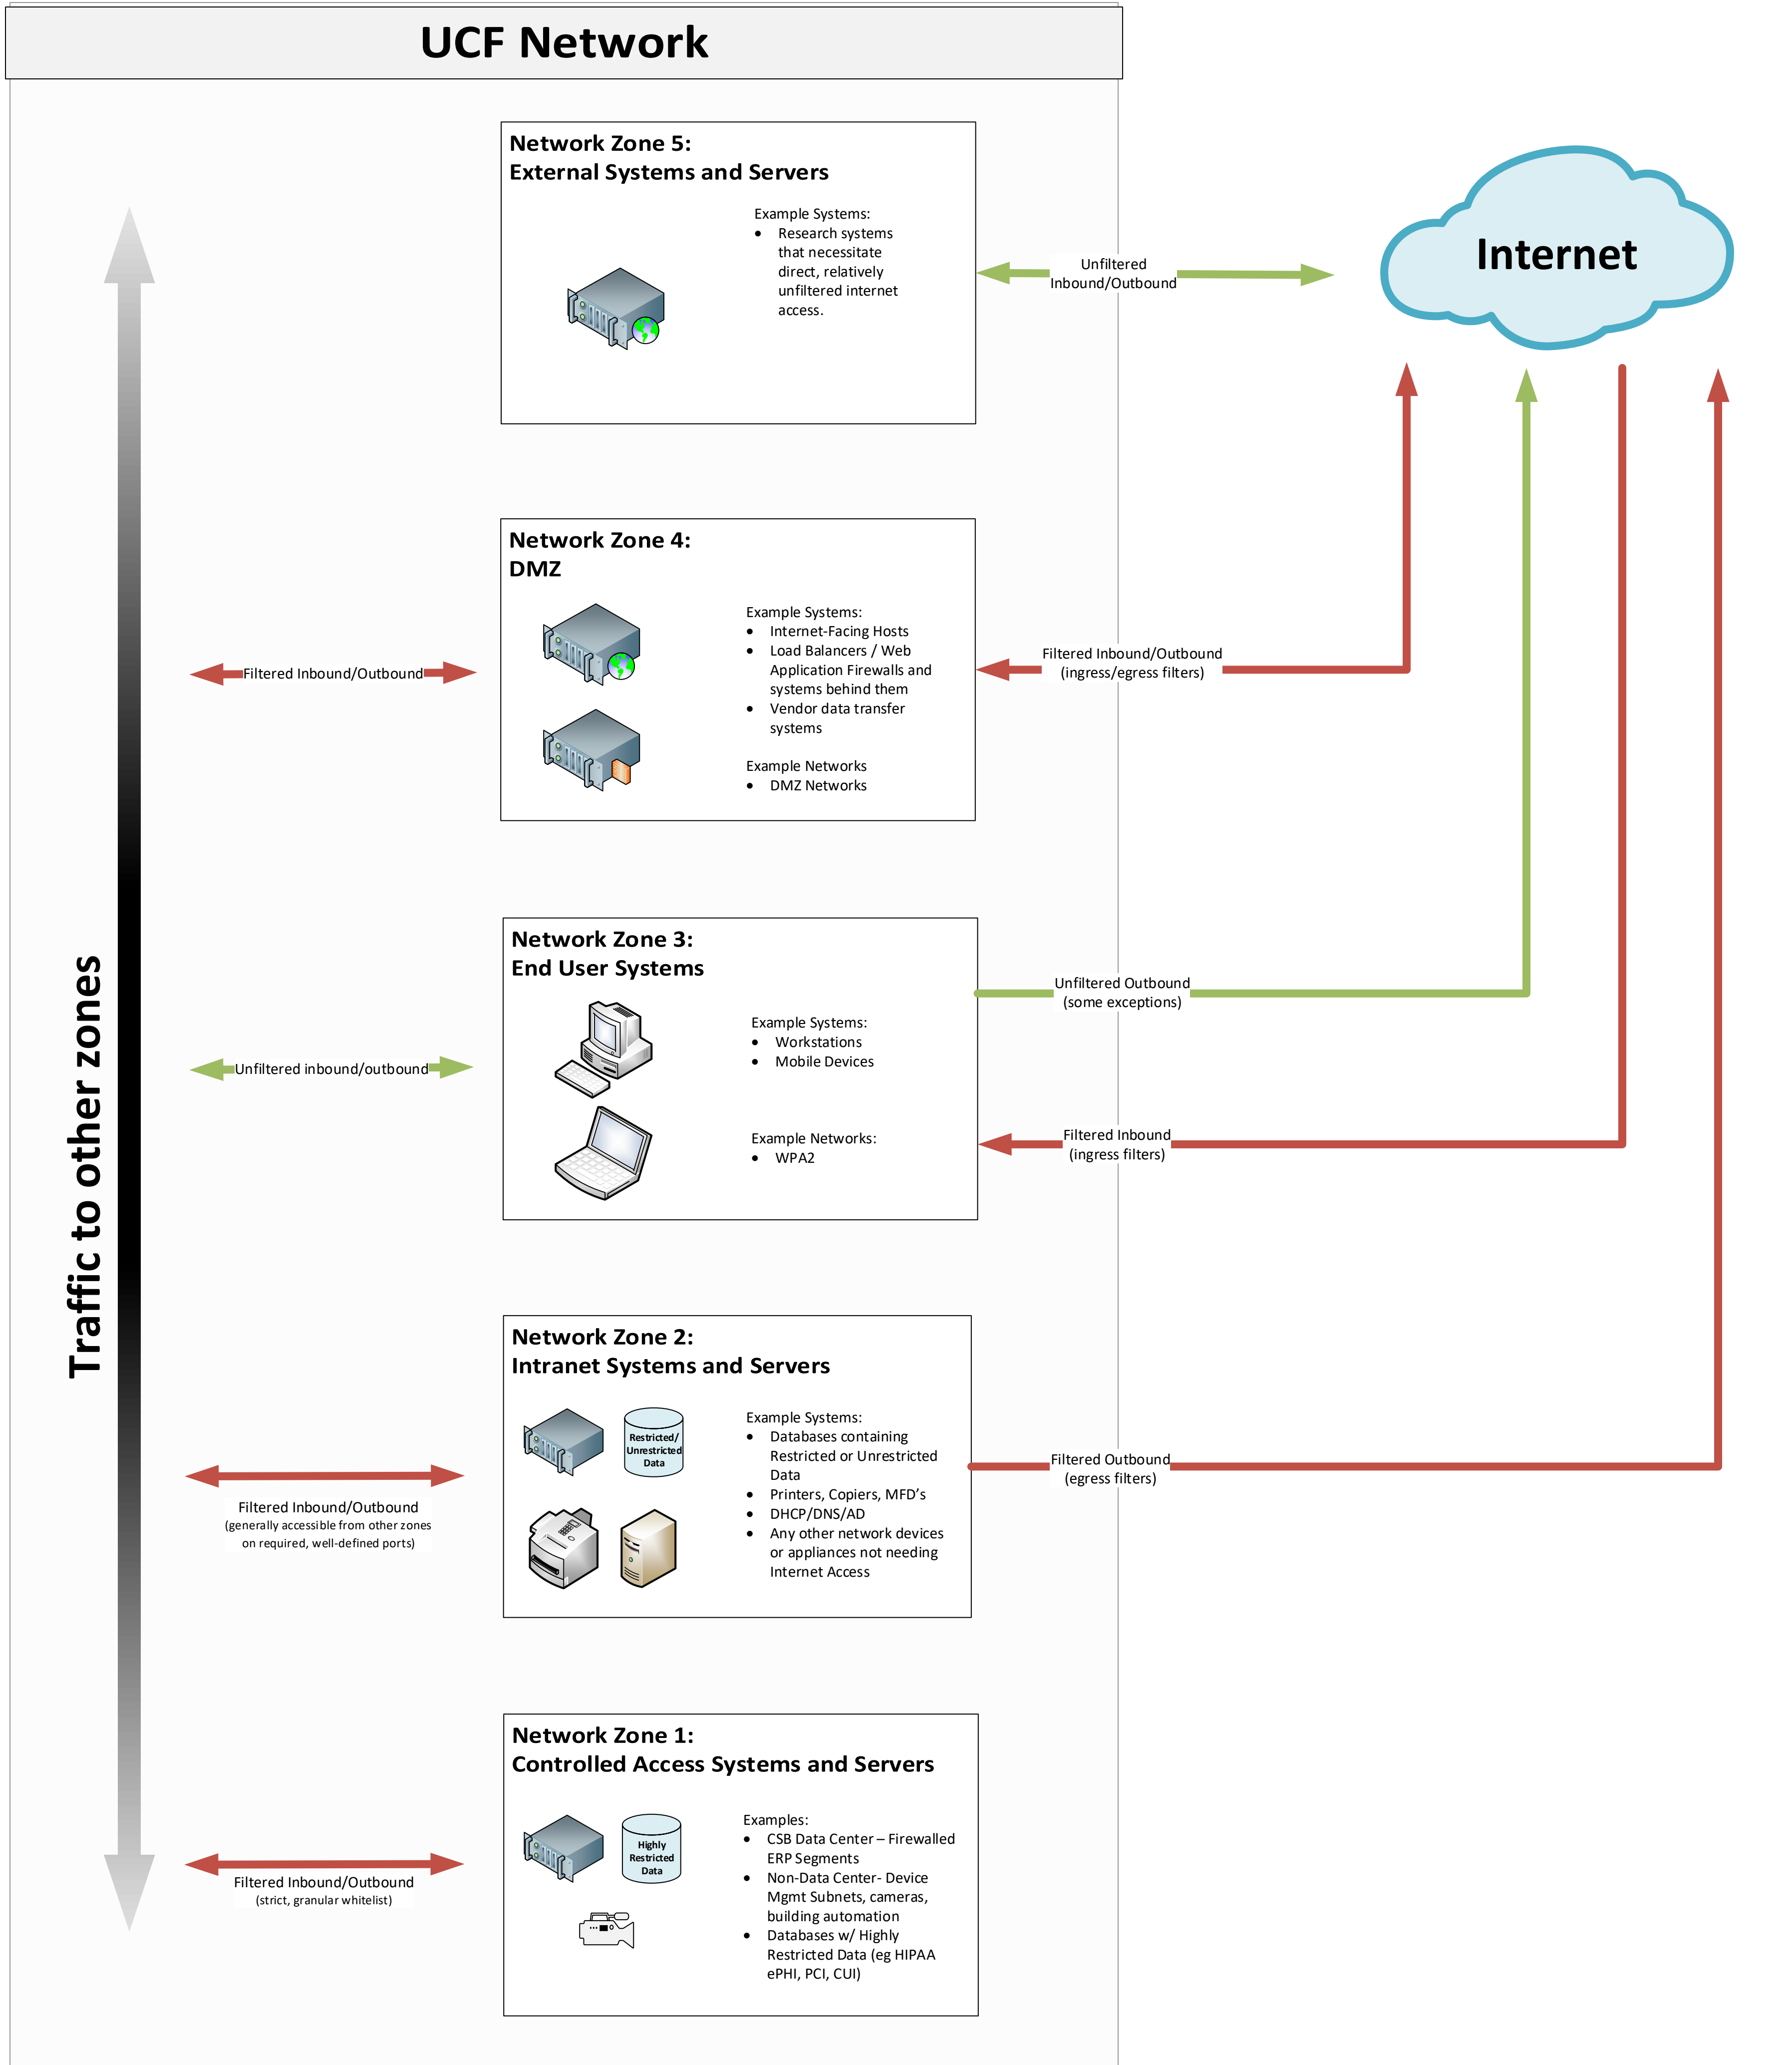 UCF Network
Network Zone 5:
External Systems and Servers
Example Systems:
• Research systems
that necessitate
direct, relatively
unfiltered internet
access.
Unfiltered
Inbound/Outbound
Internet
Network Zone 4:
DMZ
Example Systems:
• Internet-Facing Hosts
• Load Balancers / Web
Application Firewalls and
systems behind them
• Vendor data transfer
systems
Example Networks
• DMZ Networks
Filtered Inbound/Outbound
Filtered Inbound/Outbound
(ingress/egress filters)
Traffic to other zones
Network Zone 3:
End User Systems
Example Systems:
• Workstations
• Mobile Devices
Example Networks:
• WPA2
Unfiltered inbound/outbound
Unfiltered Outbound
(some exceptions)
Filtered Inbound
(ingress filters)
Network Zone 2:
Intranet Systems and Servers
Restricted/
Unrestricted
Data
Example Systems:
• Databases containing
Restricted or Unrestricted
Data
• Printers, Copiers, MFD's
• DHCP/DNS/AD
• Any other network devices
or appliances not needing
Internet Access
Filtered Inbound/Outbound
(generally accessible from other zones
on required, well-defined ports)
Filtered Outbound
(egress filters)
Network Zone 1:
Controlled Access Systems and Servers
Highly
Restricted
Data
Examples:
• CSB Data Center – Firewalled
ERP Segments
• Non-Data Center- Device
Mgmt Subnets, cameras,
building automation
• Databases w/ Highly
Restricted Data (eg HIPAA
ePHI, PCI, CUI)
Filtered Inbound/Outbound
(strict, granular whitelist)